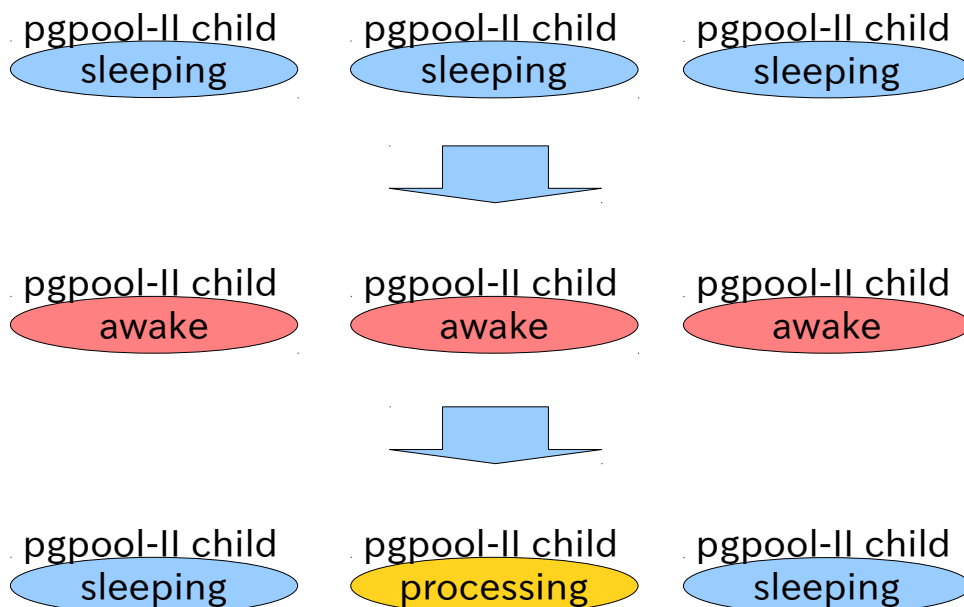 pgpool-II child pgpool-II child pgpool-II child
sleeping sleeping sleeping
pgpool-II child pgpool-II child pgpool-II child
awake awake awake
pgpool-II child pgpool-II child pgpool-II child
sleeping processing sleeping